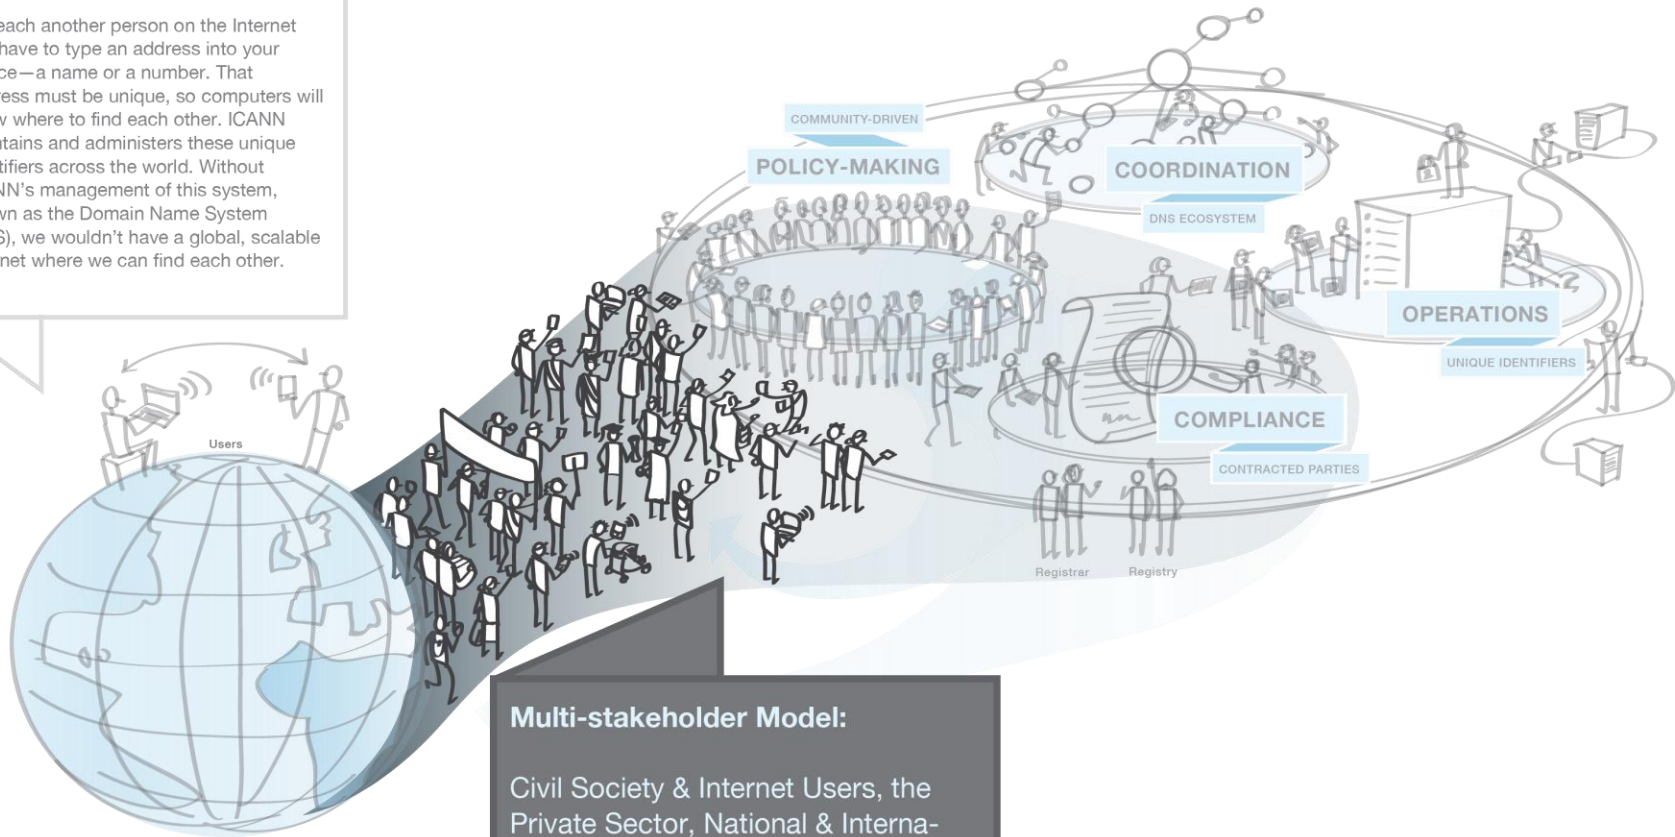 each another person on the Internet
have to type an address into your
ce—a name or a number. That
ress must be unique, so computers will
w where to find each other. ICANN
ntains and administers these unique
tifiers across the world. Without
NN's management of this system,
wn as the Domain Name System
S), we wouldn't have a global, scalable
net where we can find each other.
COMMUNITY-DRIVEN
POLICY-MAKING
COORDINATION
DNS ECOSYSTEM
OPERATIONS
UNIQUE IDENTIFIERS
COMPLIANCE
CONTRACTED PARTIES
Users
Registrar
Registry
Multi-stakeholder Model:
Civil Society & Internet Users, the
Private Sector, National & Interna-